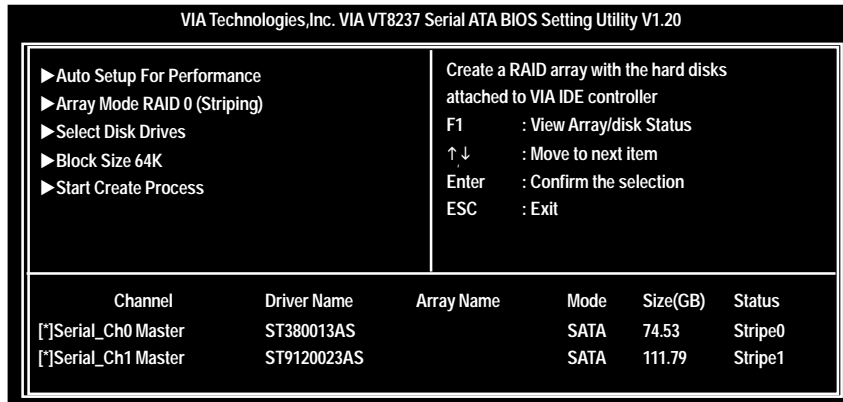 VIA Technologies,Inc. VIA VT8237 Serial ATA BIOS Setting Utility V1.20
▶Auto Setup For Performance
▶Array Mode RAID 0 (Striping)
▶Select Disk Drives
▶Block Size 64K
▶Start Create Process
Create a RAID array with the hard disks
attached to VIA IDE controller
F1 : View Array/disk Status
↑,↓ : Move to next item
Enter : Confirm the selection
ESC : Exit
Channel Driver Name Array Name Mode Size(GB) Status
[*]Serial_Ch0 Master ST380013AS SATA 74.53 Stripe0
[*]Serial_Ch1 Master ST9120023AS SATA 111.79 Stripe1